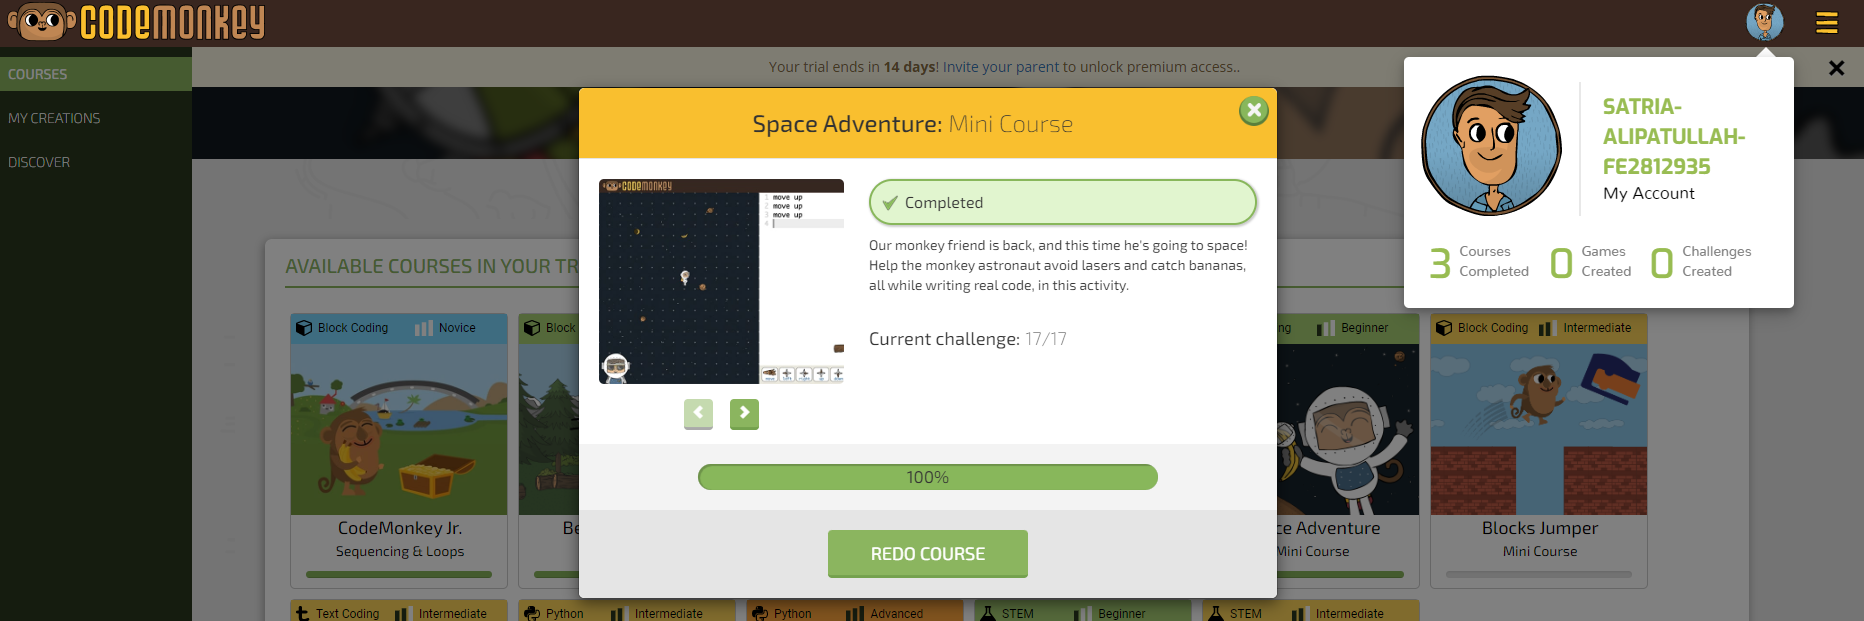 CODEMONKEY
COURSES
MY CREATIONS
DISCOVER
Your trial ends in 14 days! Invite your parent to unlock premium access..
SATRIA-
ALIPATULLAH-
FE2812935
My Account
3 Courses Completed
0 Games Created
0 Challenges Created
Space Adventure: Mini Course
CODEMONKEY
1 move up
2 move up
3 move up
4
Completed
Our monkey friend is back, and this time he's going to space!
Help the monkey astronaut avoid lasers and catch bananas,
all while writing real code, in this activity.
Current challenge: 17/17
100%
REDO COURSE
AVAILABLE COURSES IN YOUR TR
Block Coding Novice
CodeMonkey Jr.
Sequencing & Loops
Block
Be
ng Beginner
ce Adventure
Mini Course
Block Coding Intermediate
Blocks Jumper
Mini Course
Text Coding Intermediate
Python Intermediate
Python Advanced
STEM Beginner
STEM Intermediate